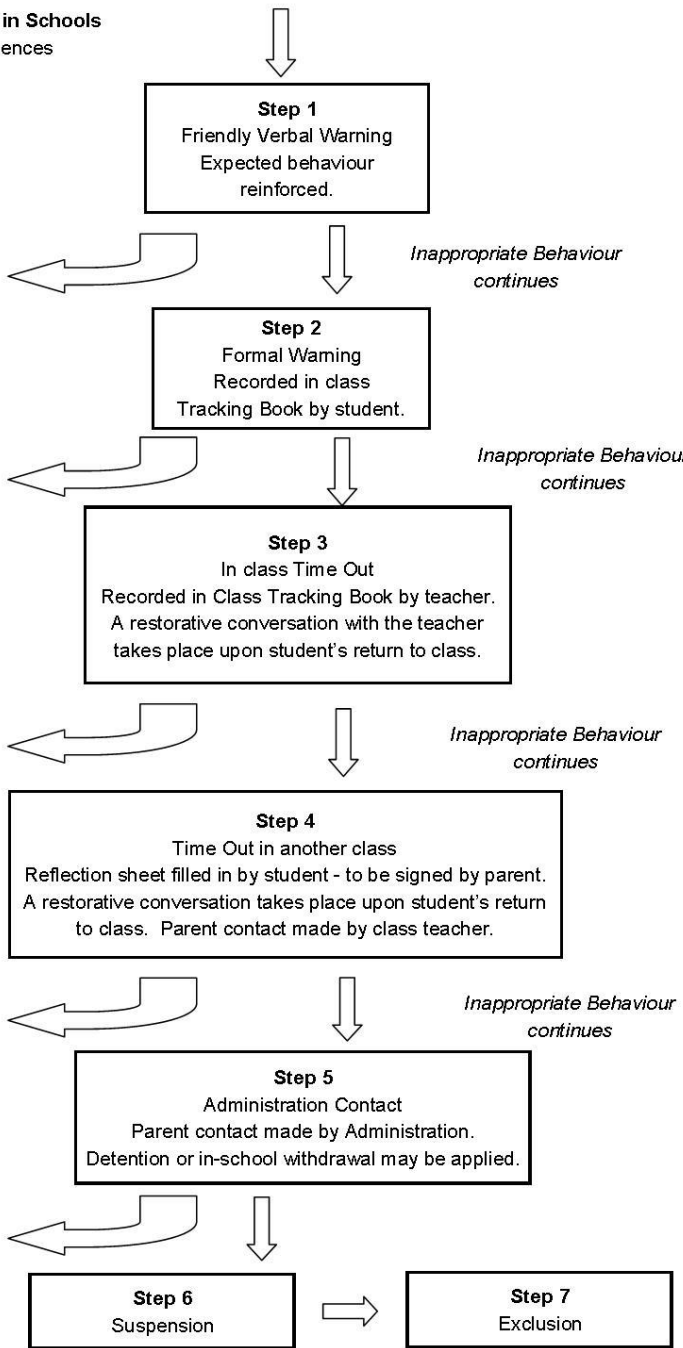 in Schools
ences
Step 1
Friendly Verbal Warning
Expected behaviour
reinforced.
Inappropriate Behaviour
continues
Step 2
Formal Warning
Recorded in class
Tracking Book by student.
Inappropriate Behaviour
continues
Step 3
In class Time Out
Recorded in Class Tracking Book by teacher.
A restorative conversation with the teacher
takes place upon student's return to class.
Inappropriate Behaviour
continues
Step 4
Time Out in another class
Reflection sheet filled in by student - to be signed by parent.
A restorative conversation takes place upon student's return
to class. Parent contact made by class teacher.
Inappropriate Behaviour
continues
Step 5
Administration Contact
Parent contact made by Administration.
Detention or in-school withdrawal may be applied.
Step 6
Suspension
Step 7
Exclusion